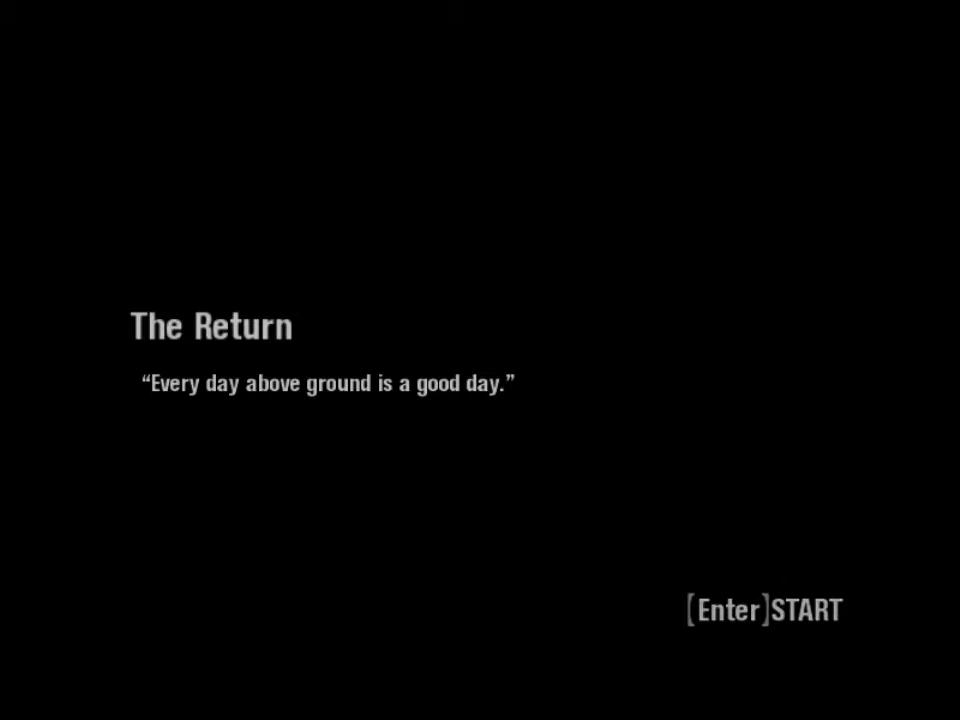 The Return
“Every day above ground is a good day.”
[Enter]START